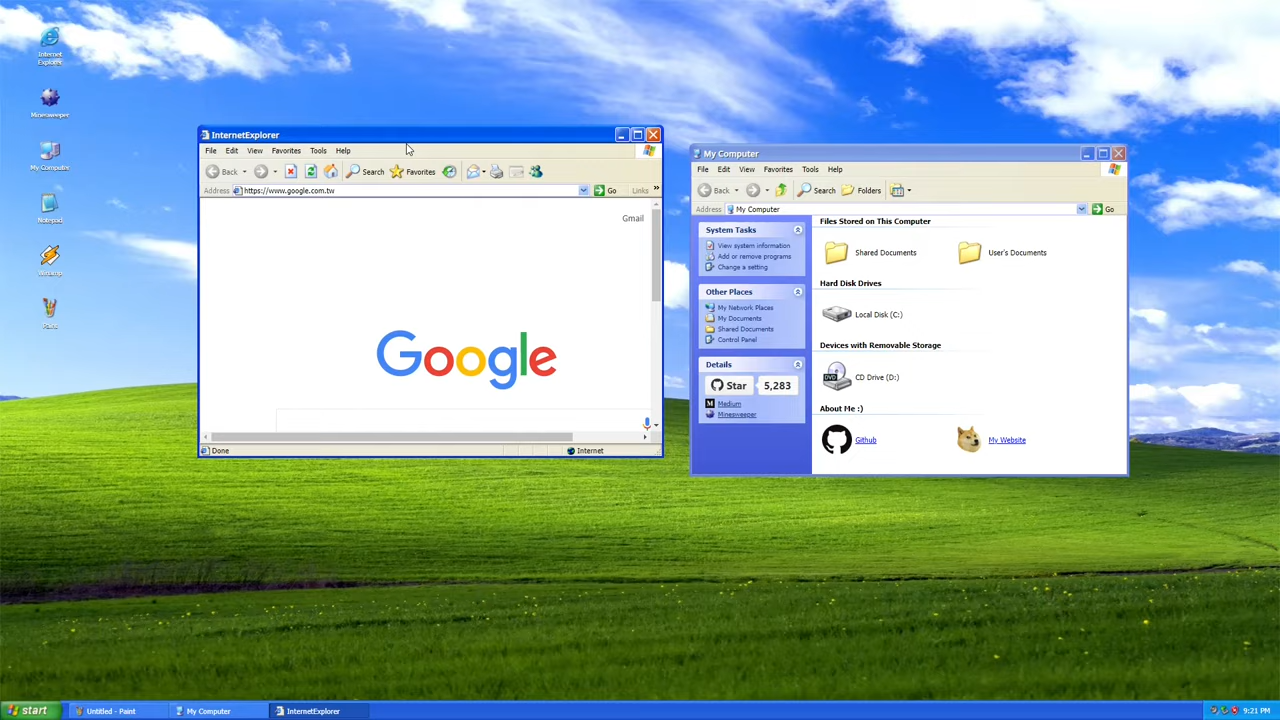 Internet
Explorer
Minesweeper
My Computer
Notepad
Winamp
Paint
InternetExplorer
File Edit View Favorites Tools Help
Back Search Favorites
Address https://www.google.com.tw Go Links »
Gmail
Google
Done Internet
My Computer
File Edit View Favorites Tools Help
Back Search Folders
Address My Computer Go
System Tasks
View system information
Add or remove programs
Change a setting
Other Places
My Network Places
My Documents
Shared Documents
Control Panel
Details
Star 5,283
M Medium
Minesweeper
Files Stored on This Computer
Shared Documents User's Documents
Hard Disk Drives
Local Disk (C:)
Devices with Removable Storage
DVD CD Drive (D:)
About Me :)
Github My Website
start Untitled - Paint My Computer InternetExplorer 9:21 PM